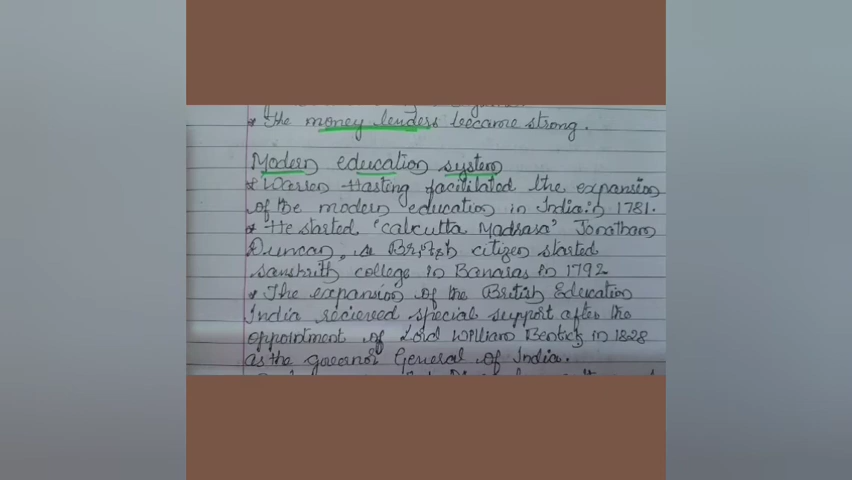 * The money lenders became strong.
Modern education system
* Warren Hasting facilitated the expansion
of the modern education in India in 1781.
* He started 'calcutta Madrasa' Jonathan
Duncan, a British citizen started
sanskrith college in Banaras in 1792
* The expansion of the British Education
India recieved special support after the
appointment of Lord William Bentick in 1828
as the governor General of India.